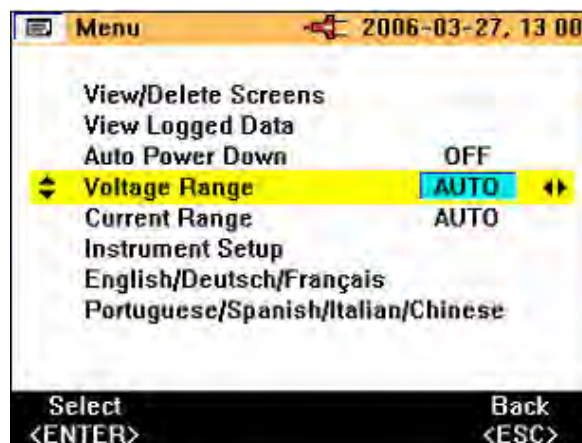 Menu 2006-03-27, 13 00
View/Delete Screens
View Logged Data
Auto Power Down OFF
Voltage Range AUTO
Current Range AUTO
Instrument Setup
English/Deutsch/Français
Portuguese/Spanish/Italian/Chinese
Select Back
<ENTER> <ESC>